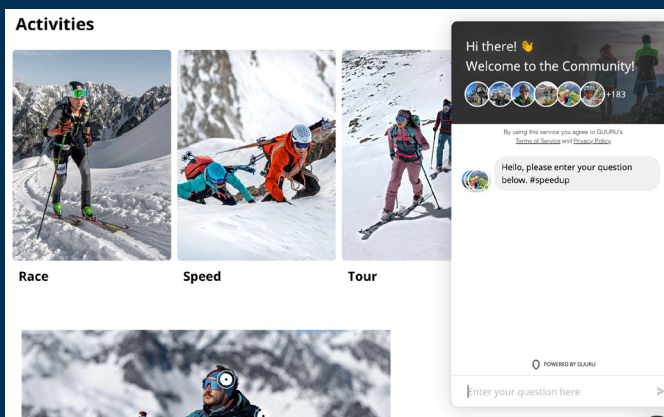 Activities
Race
Speed
Tour
Hi there! 👋
Welcome to the Community!
+183
By using this service you agree to GUURU's
Terms of Service and Privacy Policy
Hello, please enter your question
below. #speedup
POWERED BY GUURU
Enter your question here